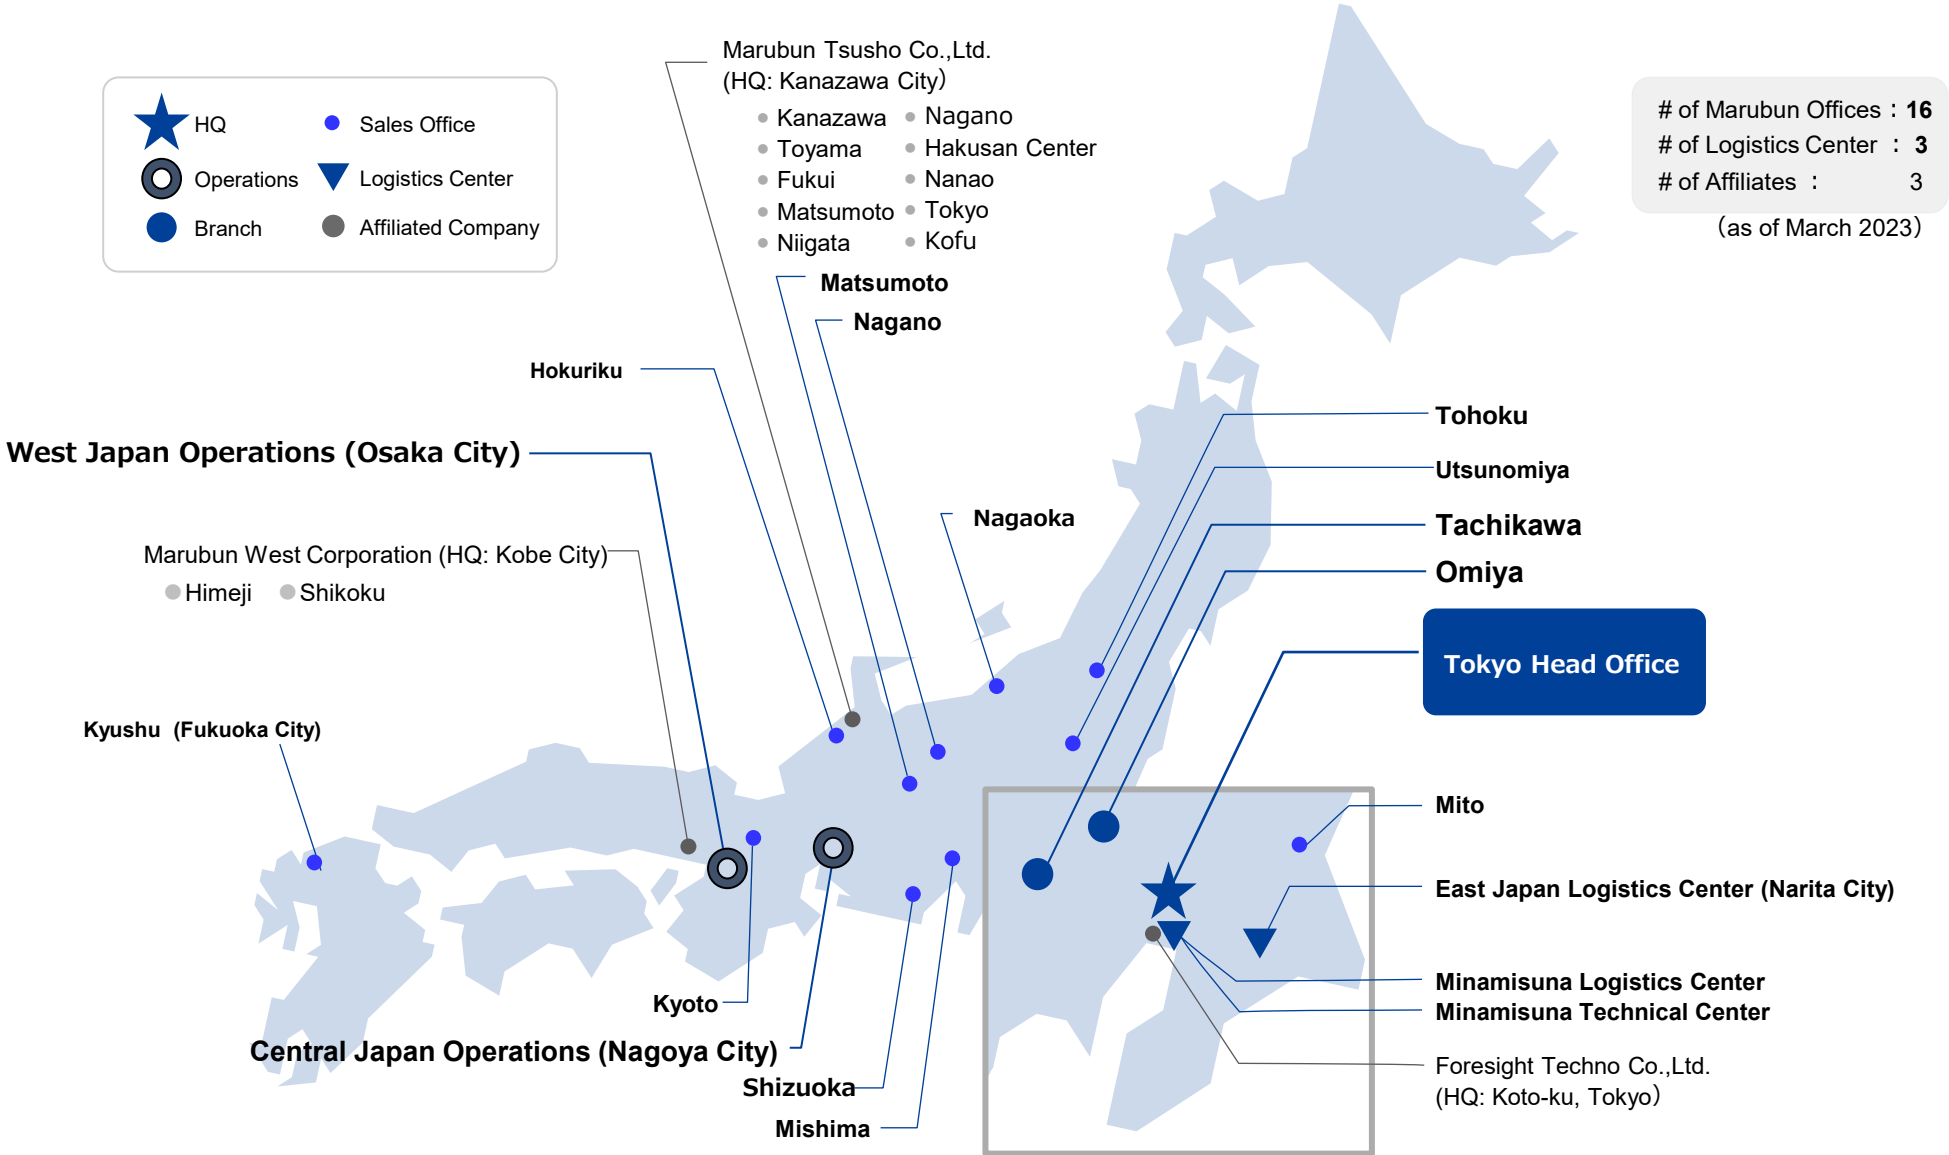 HQ
Sales Office
Operations
Logistics Center
Branch
Affiliated Company
Marubun Tsusho Co.,Ltd.
(HQ: Kanazawa City）
Kanazawa
Nagano
Toyama
Hakusan Center
Fukui
Nanao
Matsumoto
Tokyo
Niigata
Kofu
# of Marubun Offices：16
# of Logistics Center ： 3
# of Affiliates ： 3
（as of March 2023）
Matsumoto
Nagano
Hokuriku
West Japan Operations (Osaka City)
Marubun West Corporation (HQ: Kobe City)
Himeji
Shikoku
Nagaoka
Tohoku
Utsunomiya
Tachikawa
Omiya
Tokyo Head Office
Kyushu (Fukuoka City)
Mito
East Japan Logistics Center (Narita City)
Minamisuna Logistics Center
Minamisuna Technical Center
Foresight Techno Co.,Ltd.
(HQ: Koto-ku, Tokyo）
Kyoto
Central Japan Operations (Nagoya City)
Shizuoka
Mishima